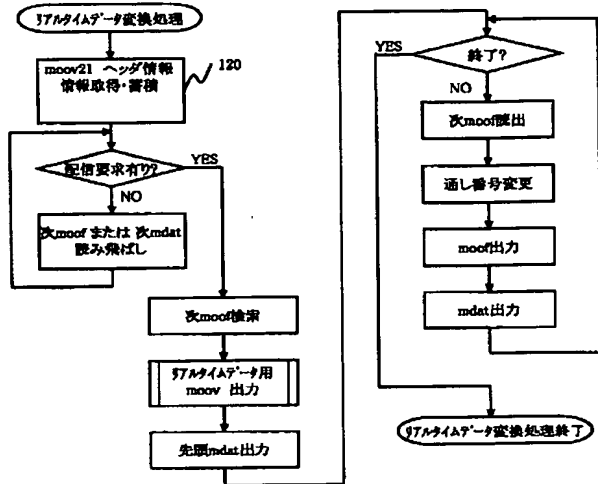 リアルタイムデータ変換処理
moov21 ヘッダ情報
情報取得・蓄積
120
配信要求有り?
YES
NO
次moof または 次mdat
読み飛ばし
次moof検索
リアルタイムデータ用
moov 出力
先頭mdat出力
終了?
YES
NO
次moof読出
通し番号変更
moof出力
mdat出力
リアルタイムデータ変換処理終了